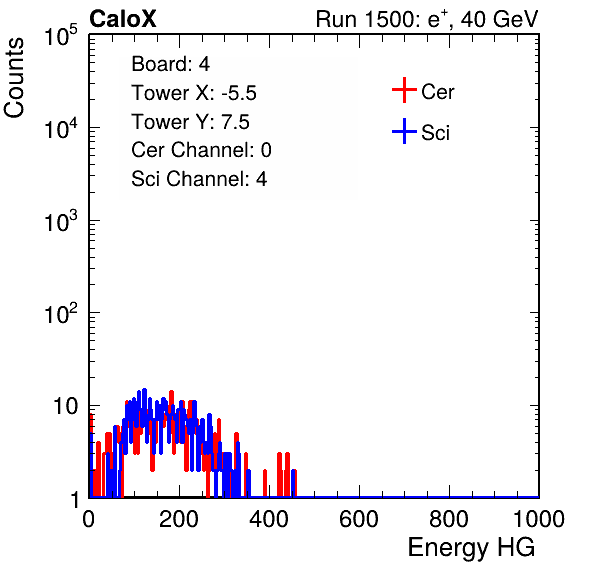 CaloX Run 1500: e⁺, 40 GeV
Counts
Board: 4
Tower X: -5.5
Tower Y: 7.5
Cer Channel: 0
Sci Channel: 4
Cer
Sci
10⁵
10⁴
10³
10²
10
1
0 200 400 600 800 1000
Energy HG